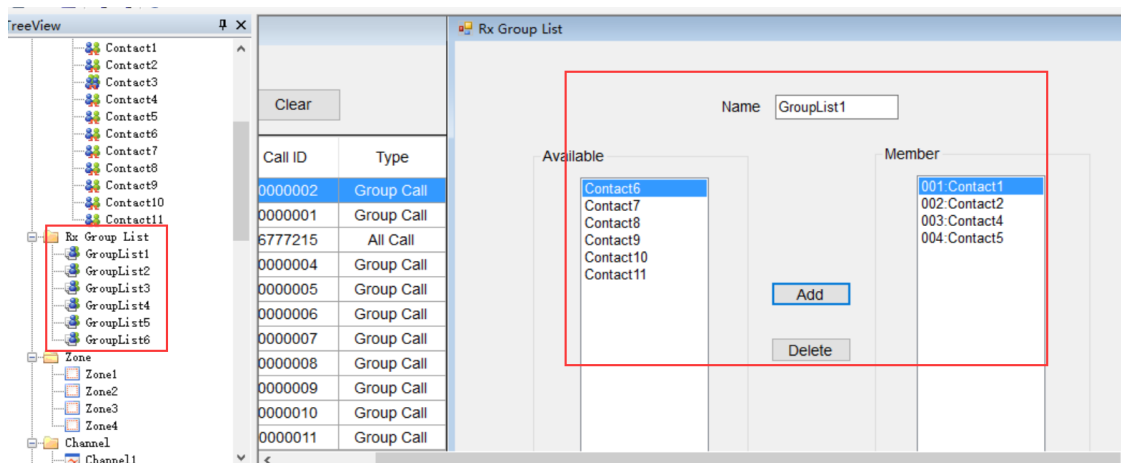 TreeView
Contact1
Contact2
Contact3
Contact4
Contact5
Contact6
Contact7
Contact8
Contact9
Contact10
Contact11
Rx Group List
GroupList1
GroupList2
GroupList3
GroupList4
GroupList5
GroupList6
Zone
Zone1
Zone2
Zone3
Zone4
Channel
Channel1
Clear
Call ID Type
0000002 Group Call
0000001 Group Call
6777215 All Call
0000004 Group Call
0000005 Group Call
0000006 Group Call
0000007 Group Call
0000008 Group Call
0000009 Group Call
0000010 Group Call
0000011 Group Call
Rx Group List
Name GroupList1
Available
Contact6
Contact7
Contact8
Contact9
Contact10
Contact11
Add
Delete
Member
001:Contact1
002:Contact2
003:Contact4
004:Contact5